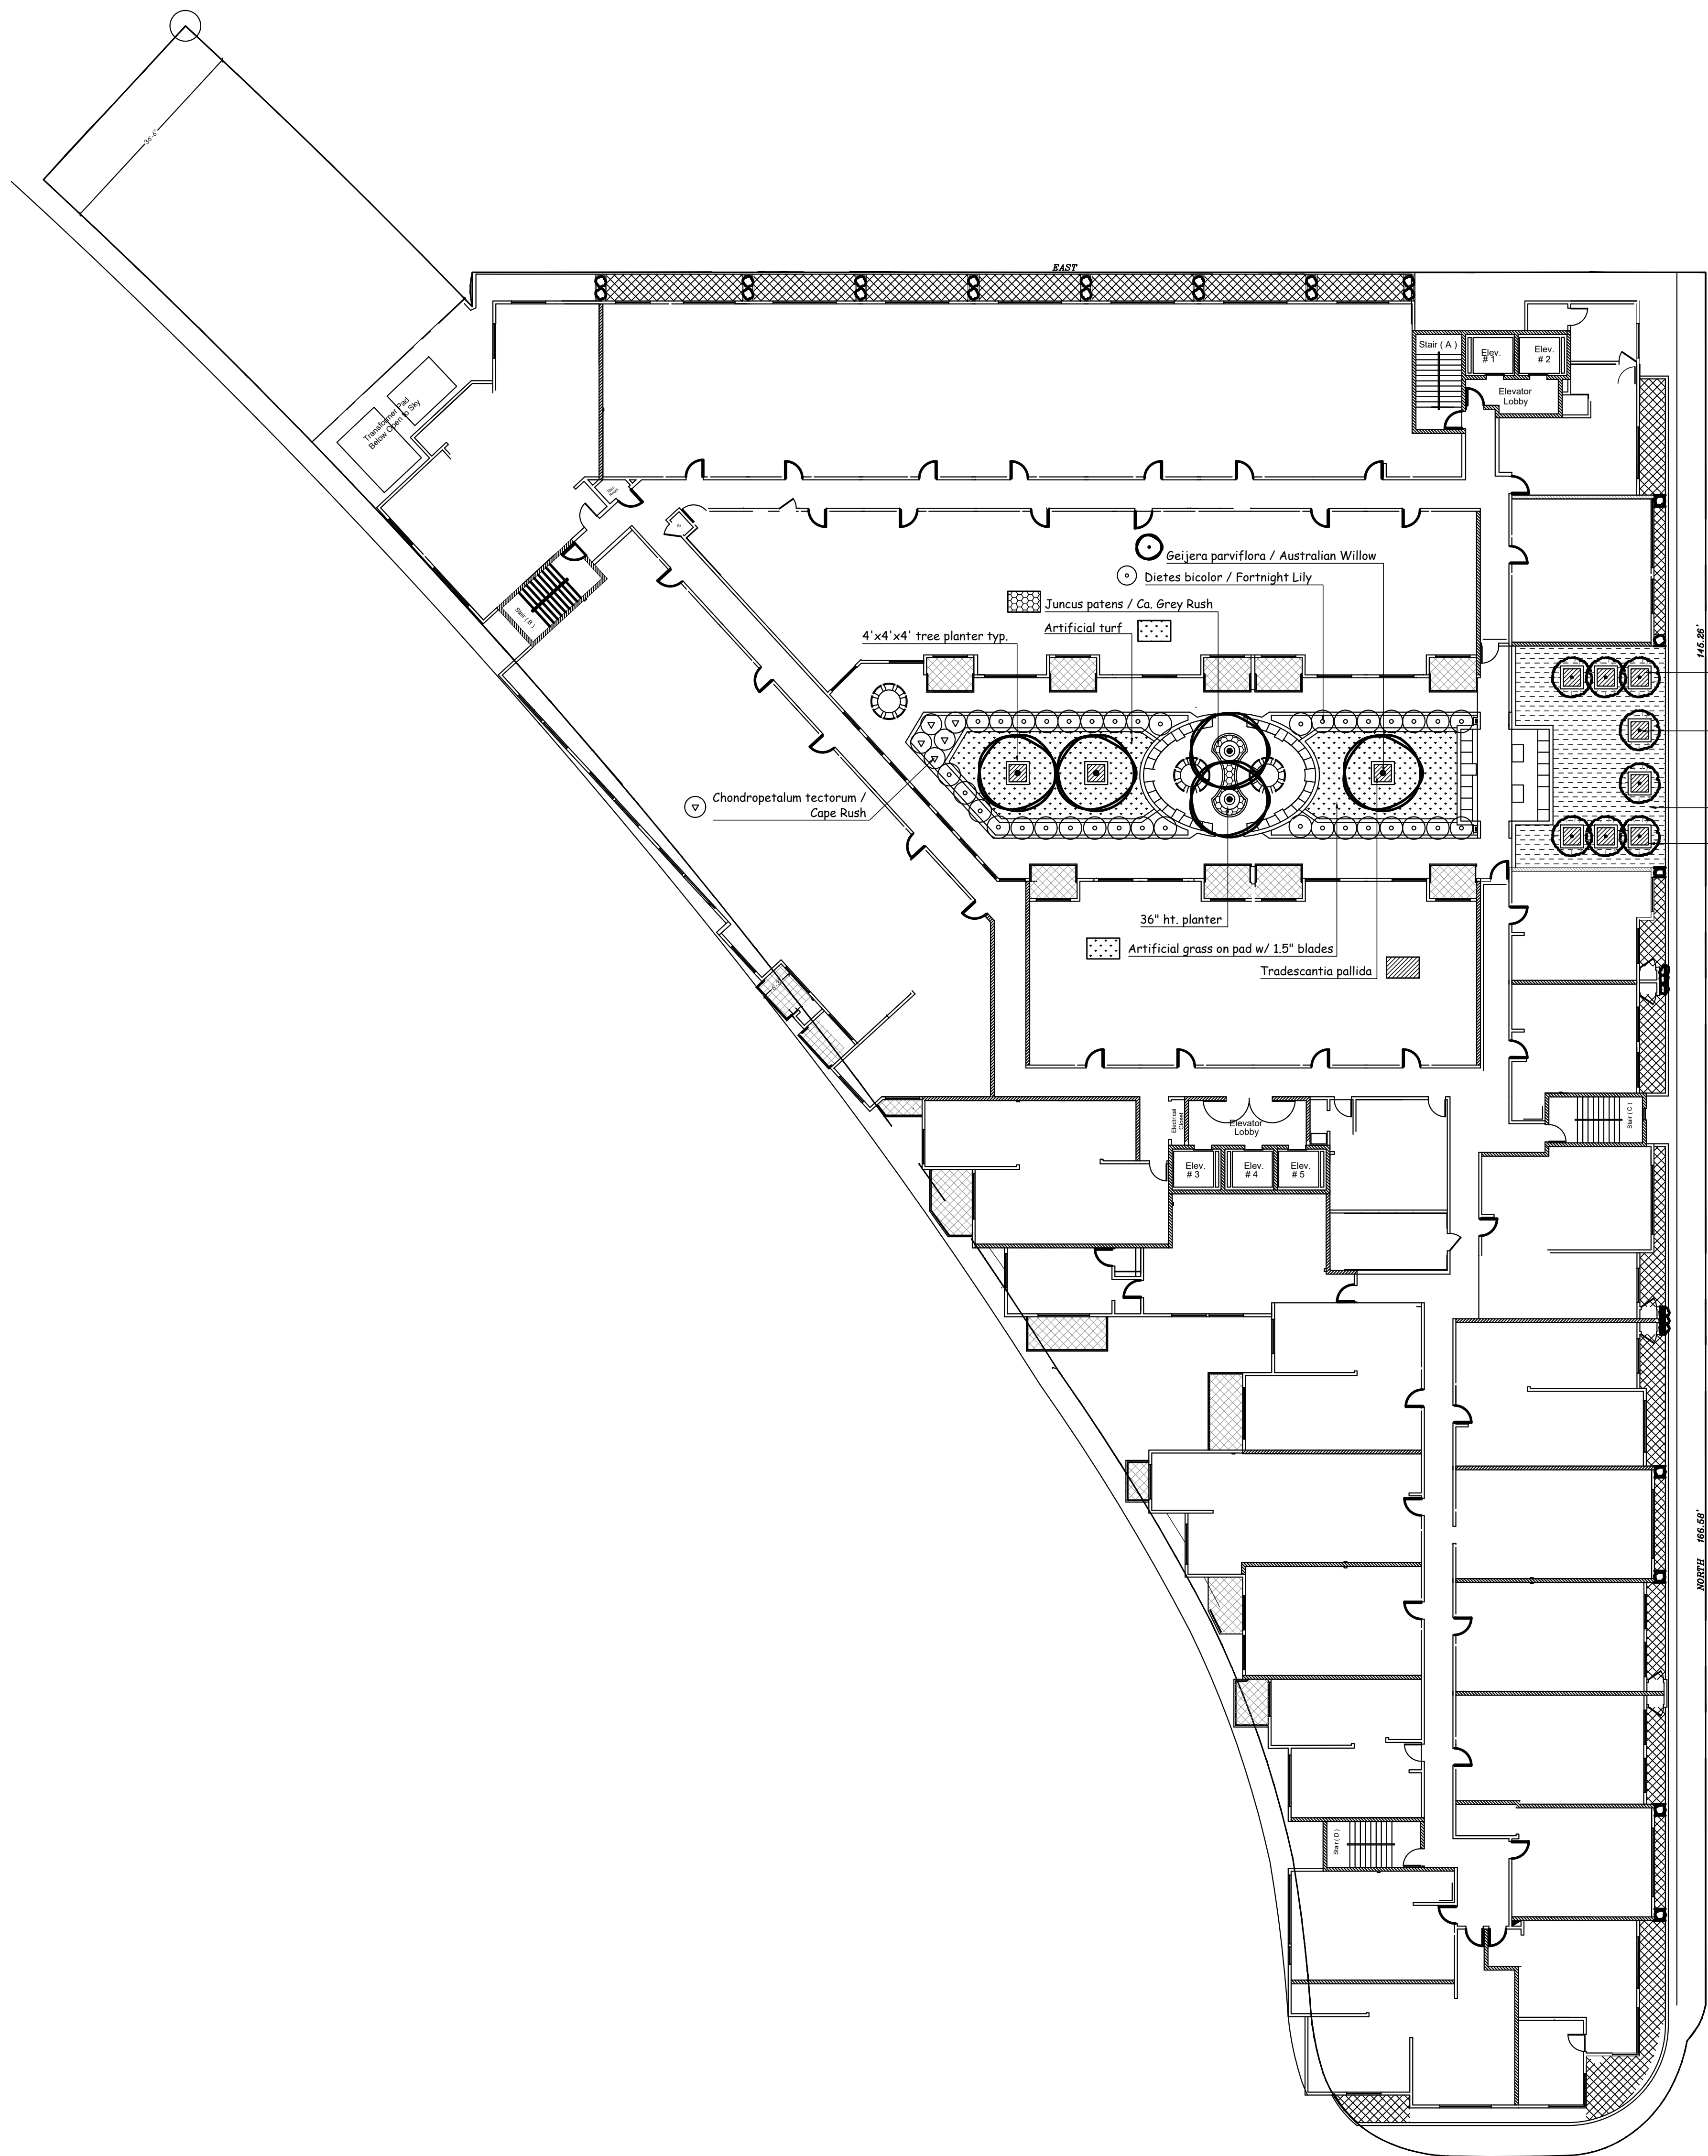 36'-6"
EAST
Stair ( A )
Elev.
# 1
Elev.
# 2
Elevator
Lobby
Transformer Pad
Below Open to Sky
Stair ( B )
Geijera parviflora / Australian Willow
Dietes bicolor / Fortnight Lily
Juncus patens / Ca. Grey Rush
Artificial turf
4'x4'x4' tree planter typ.
145.26'
Chondropetalum tectorum /
Cape Rush
36" ht. planter
Artificial grass on pad w/ 1.5" blades
Tradescantia pallida
Electrical
Closet
Elevator
Lobby
Stair ( C )
Elev.
# 3
Elev.
# 4
Elev.
# 5
NORTH 166.58'
Stair ( D )